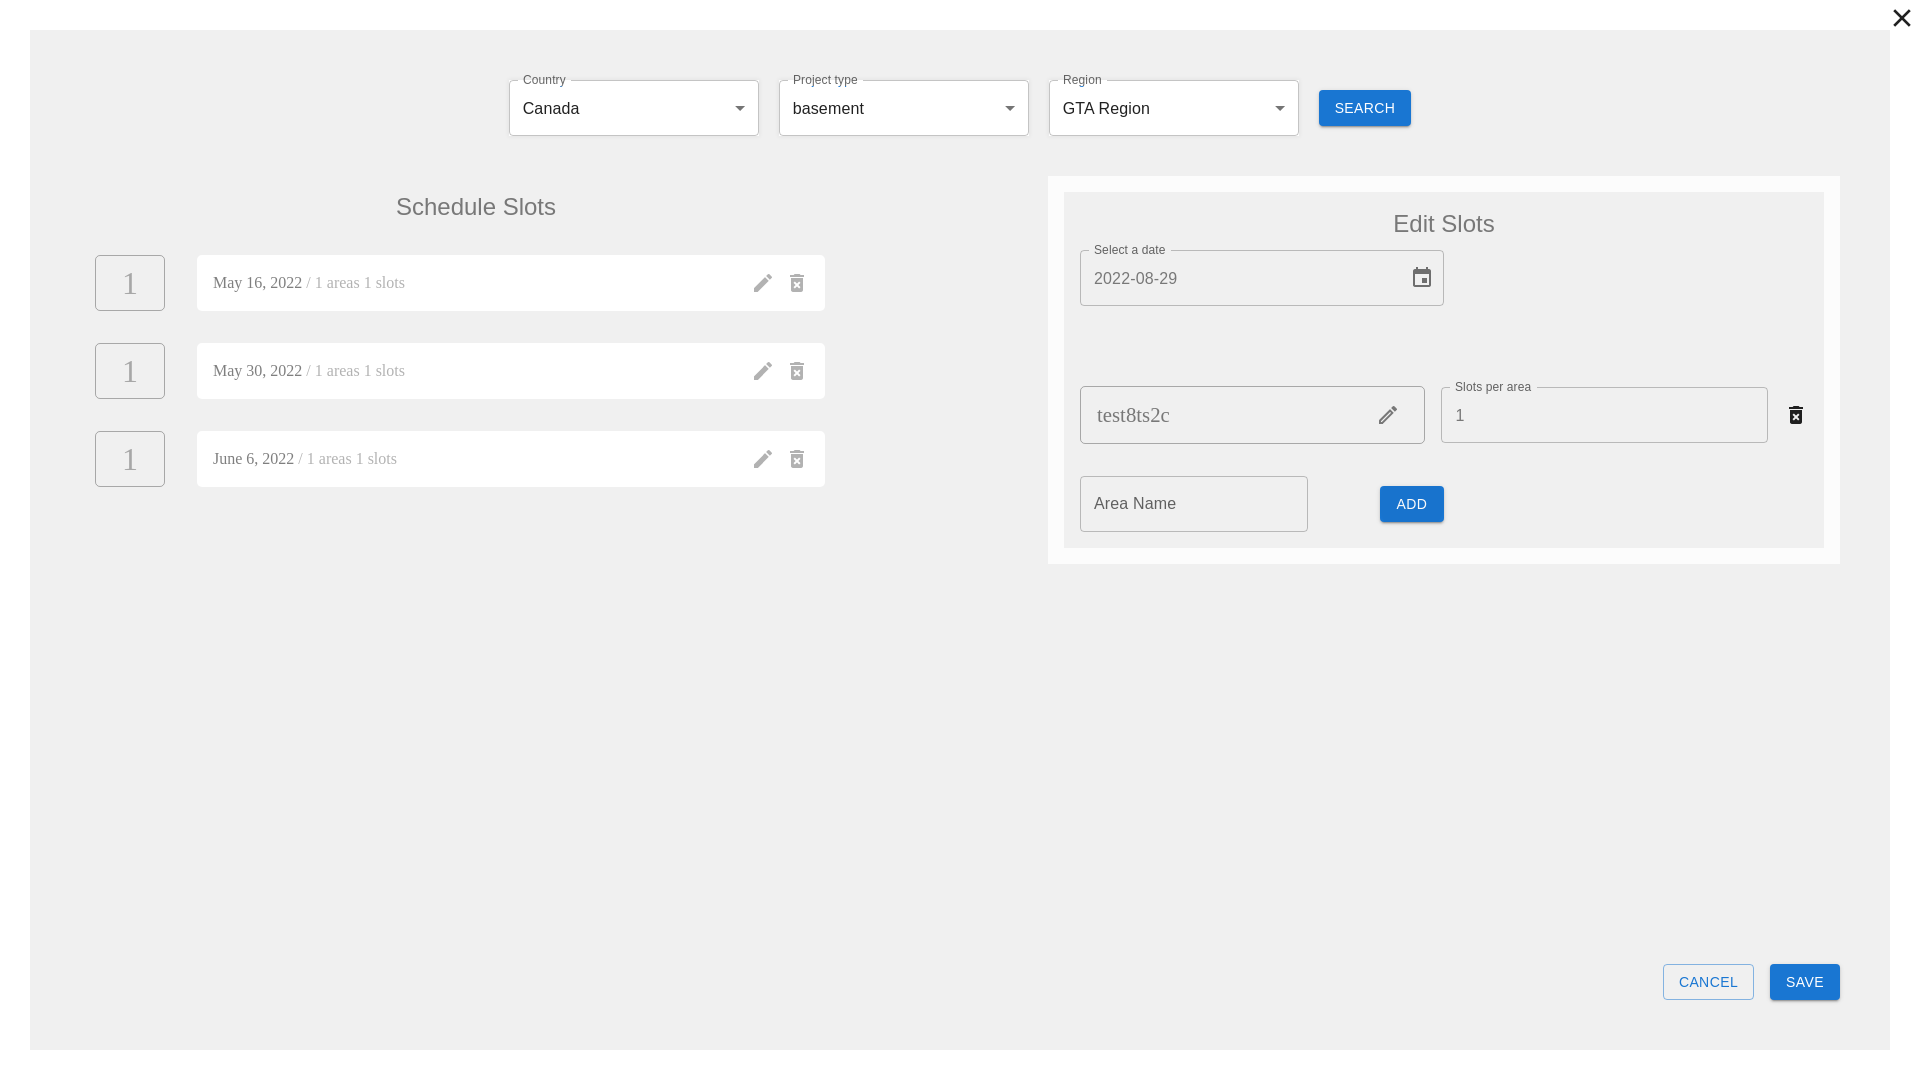 Country
Canada
Project type
basement
Region
GTA Region
SEARCH
Schedule Slots
1
May 16, 2022 / 1 areas 1 slots
1
May 30, 2022 / 1 areas 1 slots
1
June 6, 2022 / 1 areas 1 slots
Edit Slots
Select a date
2022-08-29
test8ts2c
Slots per area
1
Area Name
ADD
CANCEL
SAVE